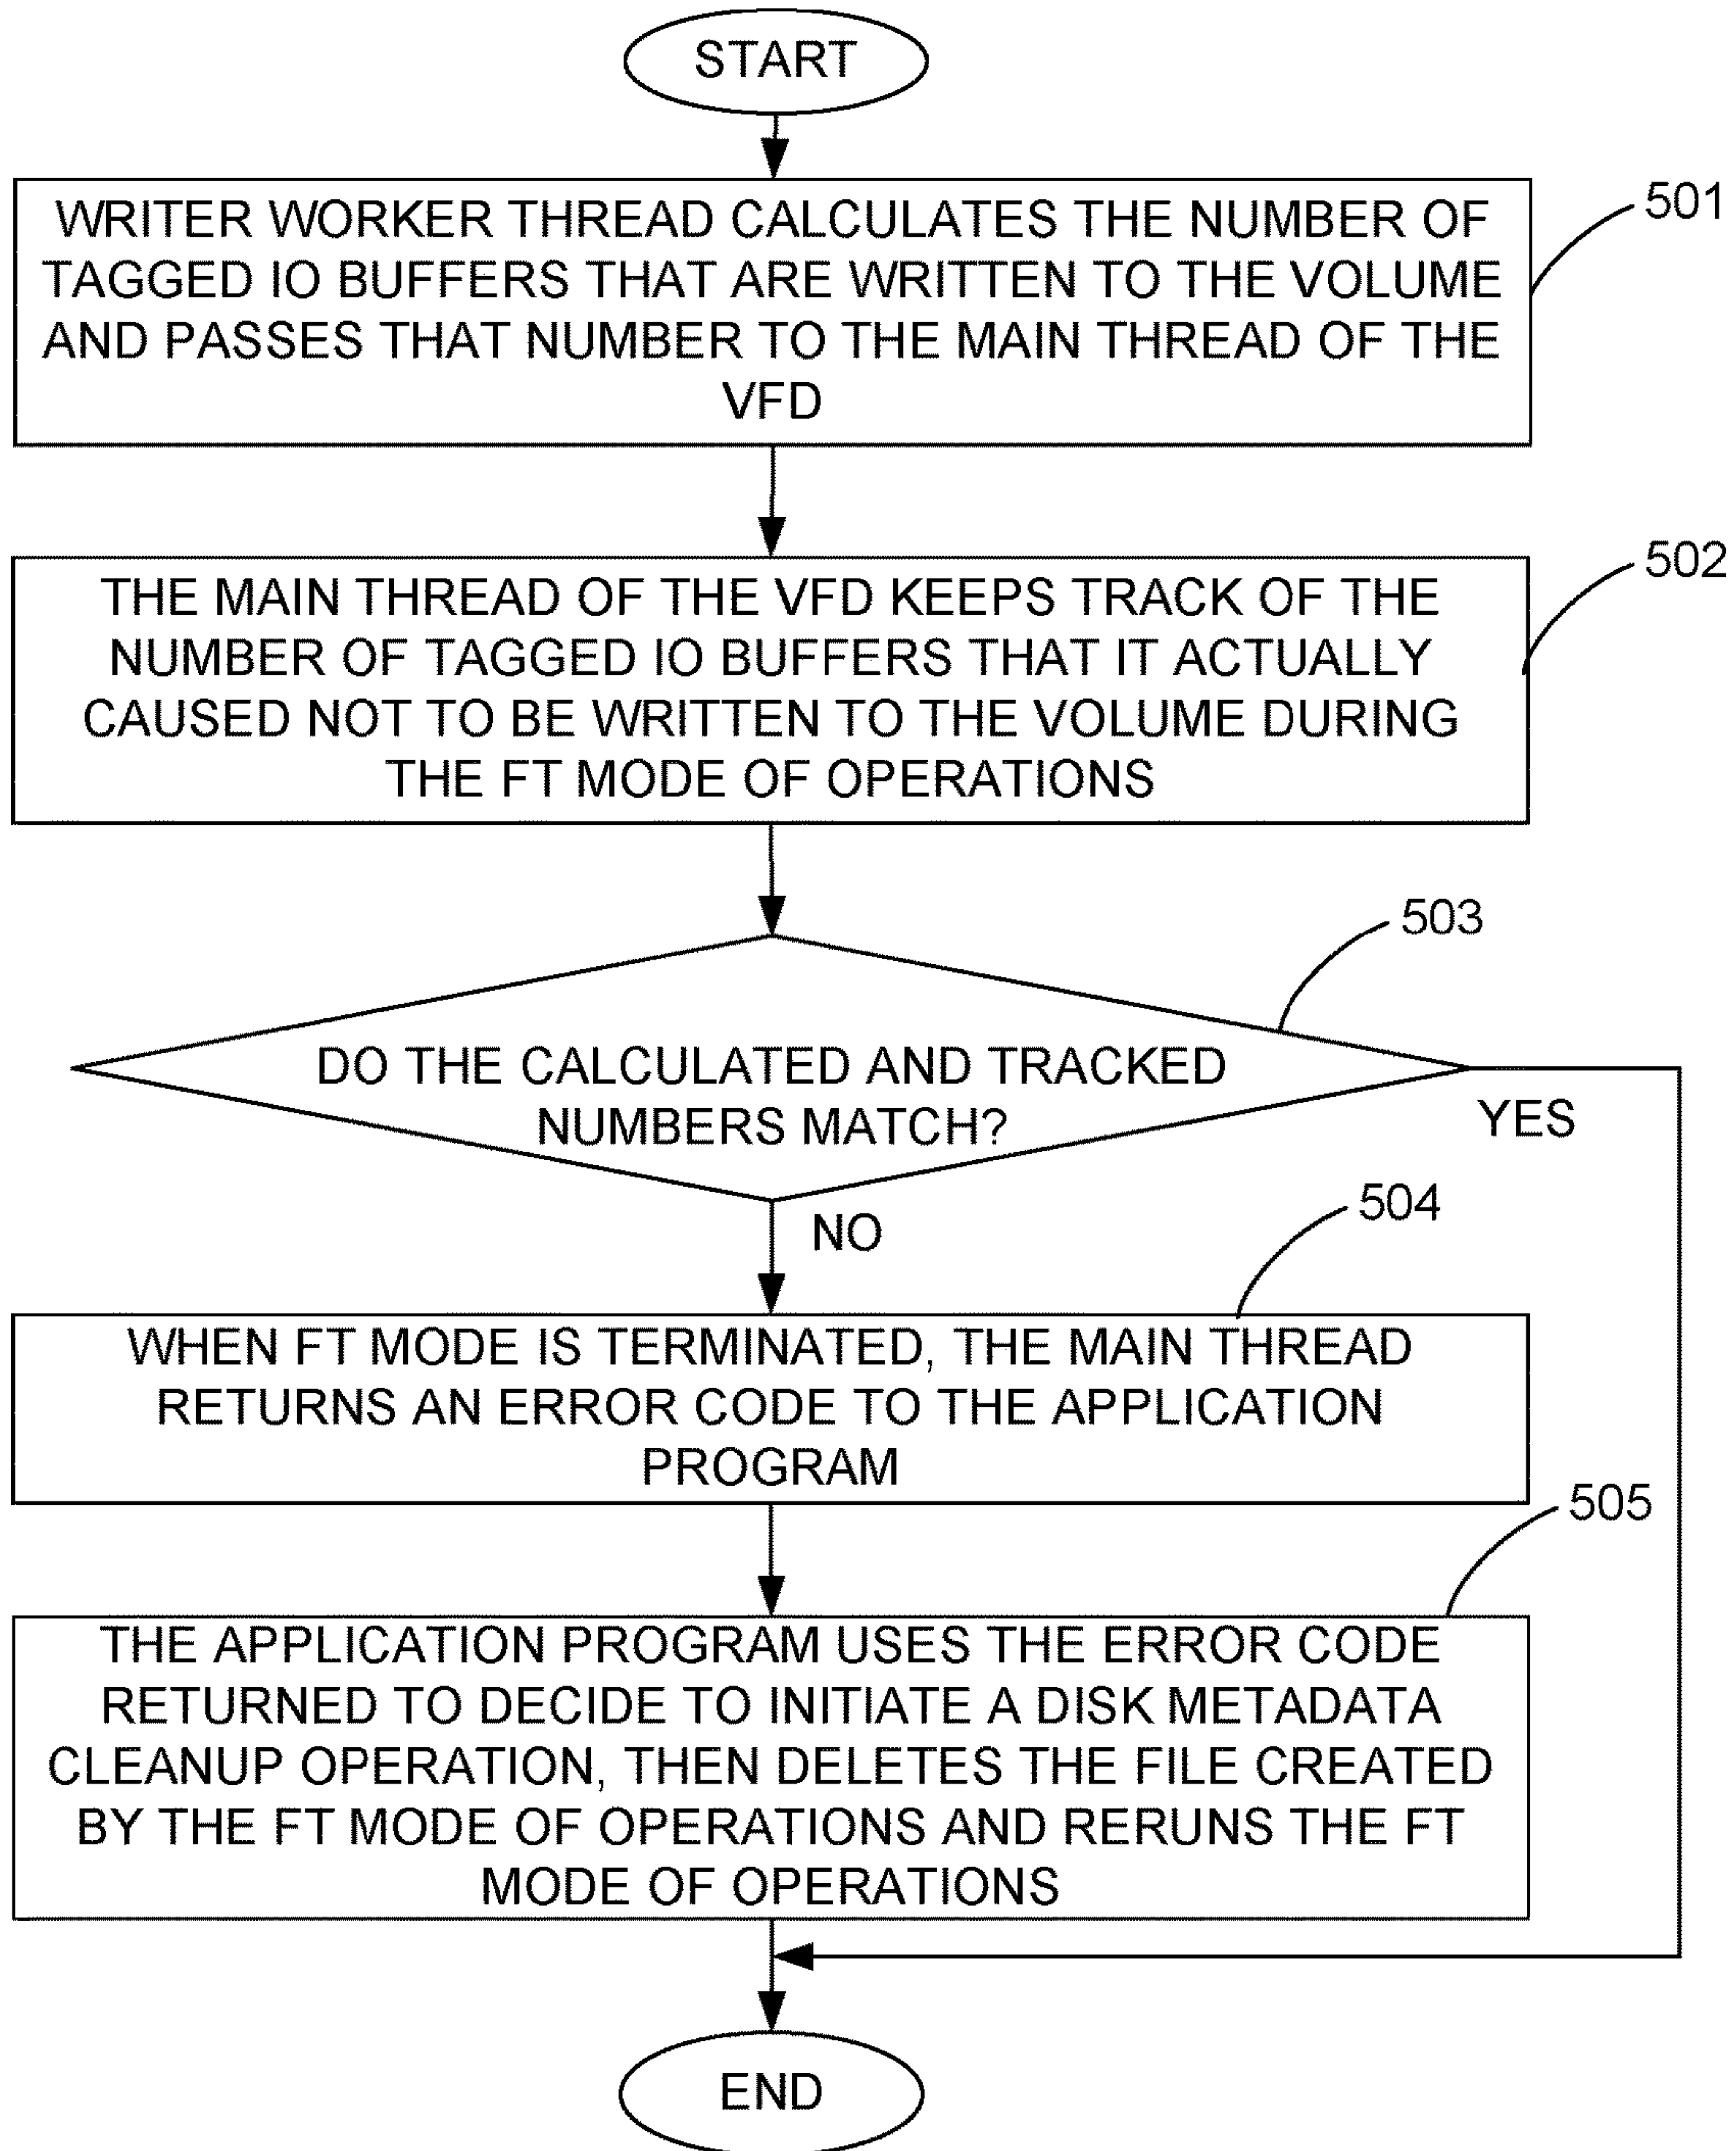 START
WRITER WORKER THREAD CALCULATES THE NUMBER OF
TAGGED IO BUFFERS THAT ARE WRITTEN TO THE VOLUME
AND PASSES THAT NUMBER TO THE MAIN THREAD OF THE
VFD
501
THE MAIN THREAD OF THE VFD KEEPS TRACK OF THE
NUMBER OF TAGGED IO BUFFERS THAT IT ACTUALLY
CAUSED NOT TO BE WRITTEN TO THE VOLUME DURING
THE FT MODE OF OPERATIONS
502
503
DO THE CALCULATED AND TRACKED
NUMBERS MATCH?
YES
NO
504
WHEN FT MODE IS TERMINATED, THE MAIN THREAD
RETURNS AN ERROR CODE TO THE APPLICATION
PROGRAM
505
THE APPLICATION PROGRAM USES THE ERROR CODE
RETURNED TO DECIDE TO INITIATE A DISK METADATA
CLEANUP OPERATION, THEN DELETES THE FILE CREATED
BY THE FT MODE OF OPERATIONS AND RERUNS THE FT
MODE OF OPERATIONS
END